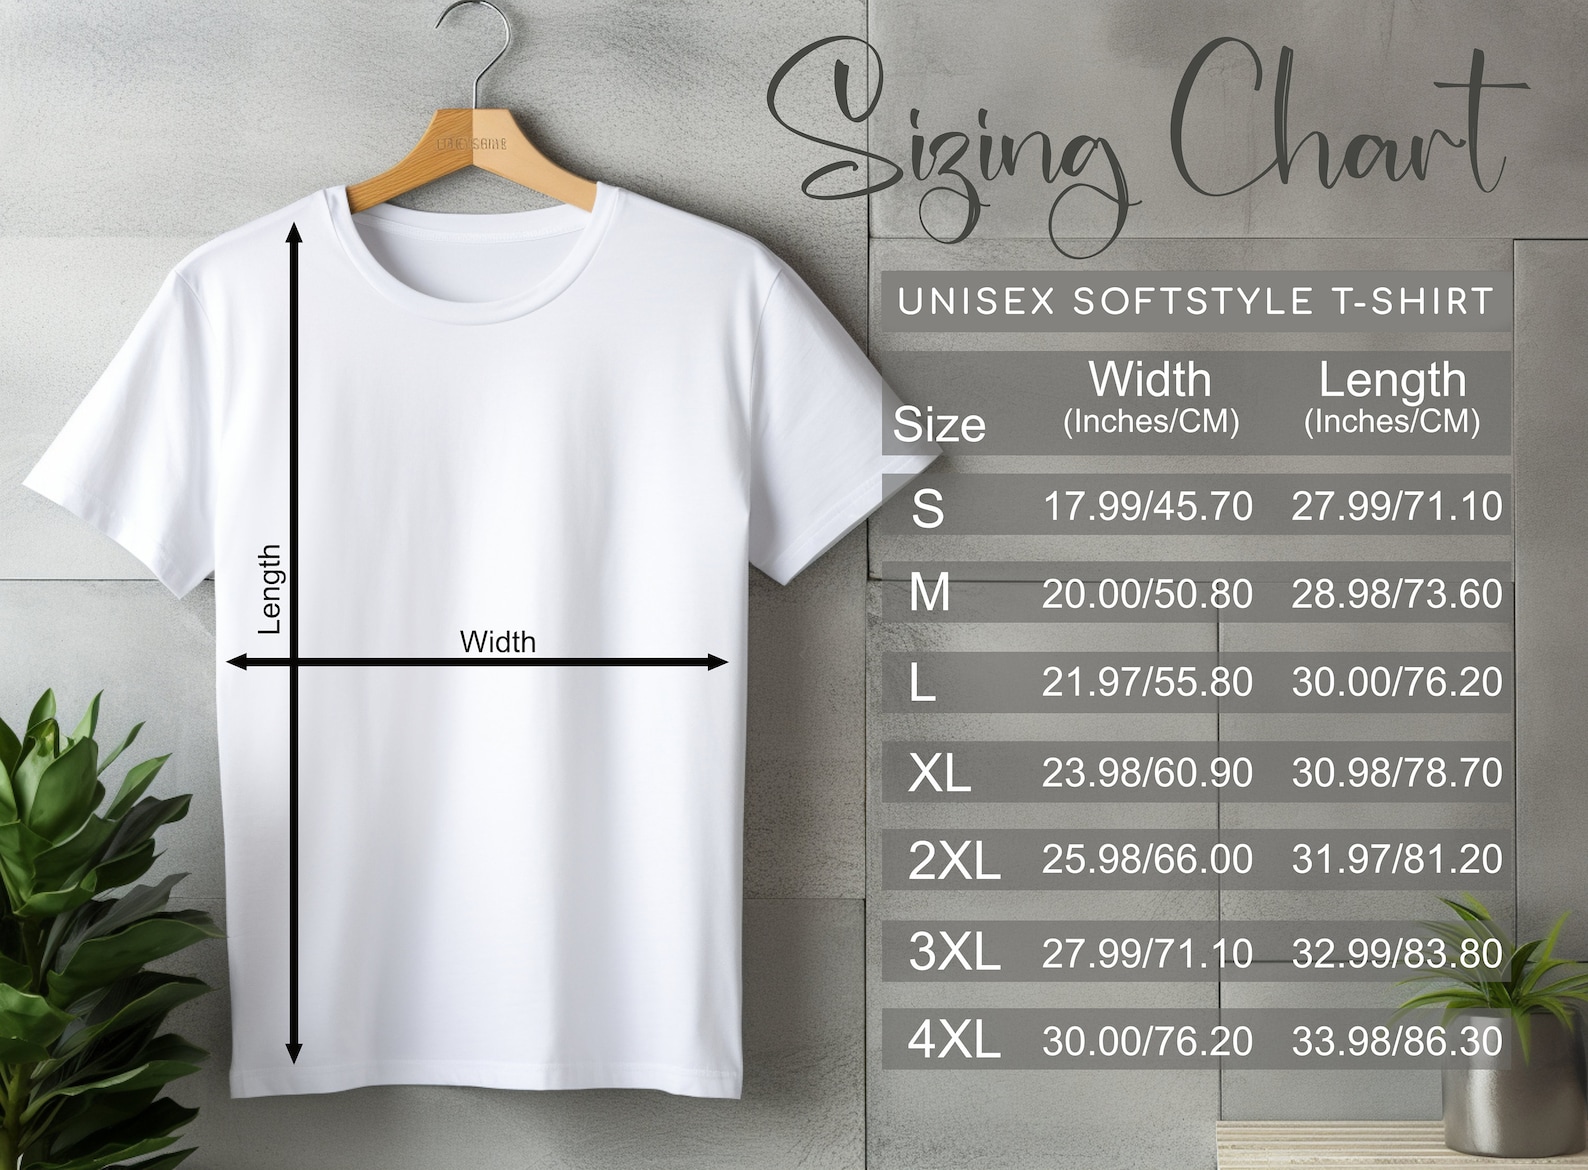 Sizing Chart
UNISEX SOFTSTYLE T-SHIRT
Size Width Length
(Inches/CM) (Inches/CM)
S 17.99/45.70 27.99/71.10
M 20.00/50.80 28.98/73.60
L 21.97/55.80 30.00/76.20
XL 23.98/60.90 30.98/78.70
2XL 25.98/66.00 31.97/81.20
3XL 27.99/71.10 32.99/83.80
4XL 30.00/76.20 33.98/86.30
Length
Width